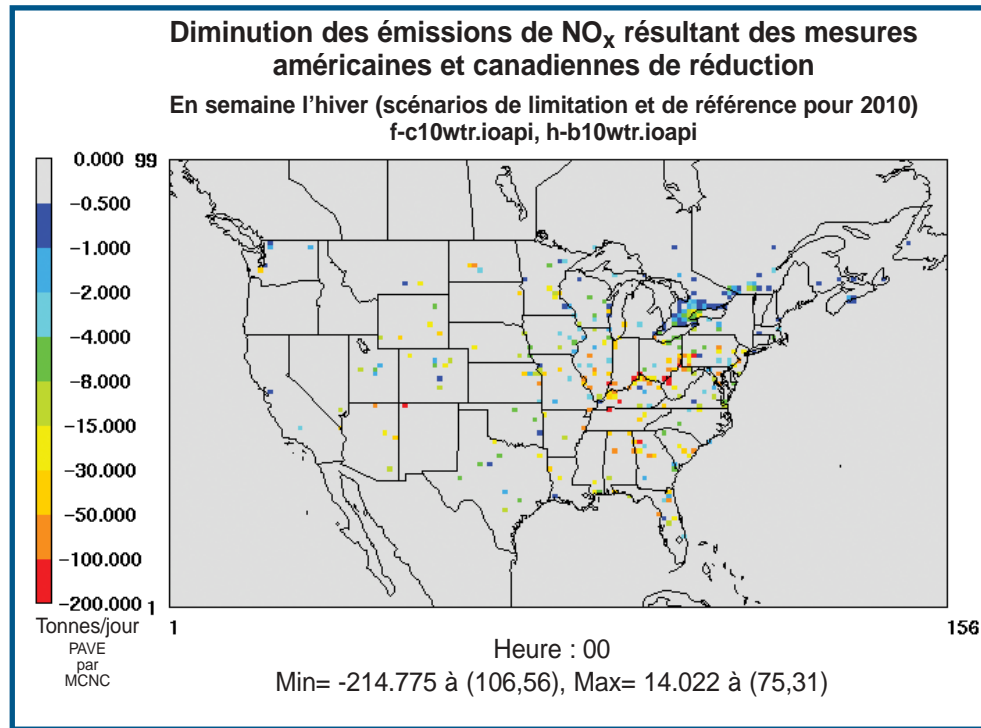 Diminution des émissions de NOx résultant des mesures
américaines et canadiennes de réduction
En semaine l'hiver (scénarios de limitation et de référence pour 2010)
f-c10wtr.ioapi, h-b10wtr.ioapi
0.000
−0.500
−1.000
−2.000
−4.000
−8.000
−15.000
−30.000
−50.000
−100.000
−200.000
Tonnes/jour
PAVE
par
MCNC
99
1
1
156
Heure : 00
Min= -214.775 à (106,56), Max= 14.022 à (75,31)